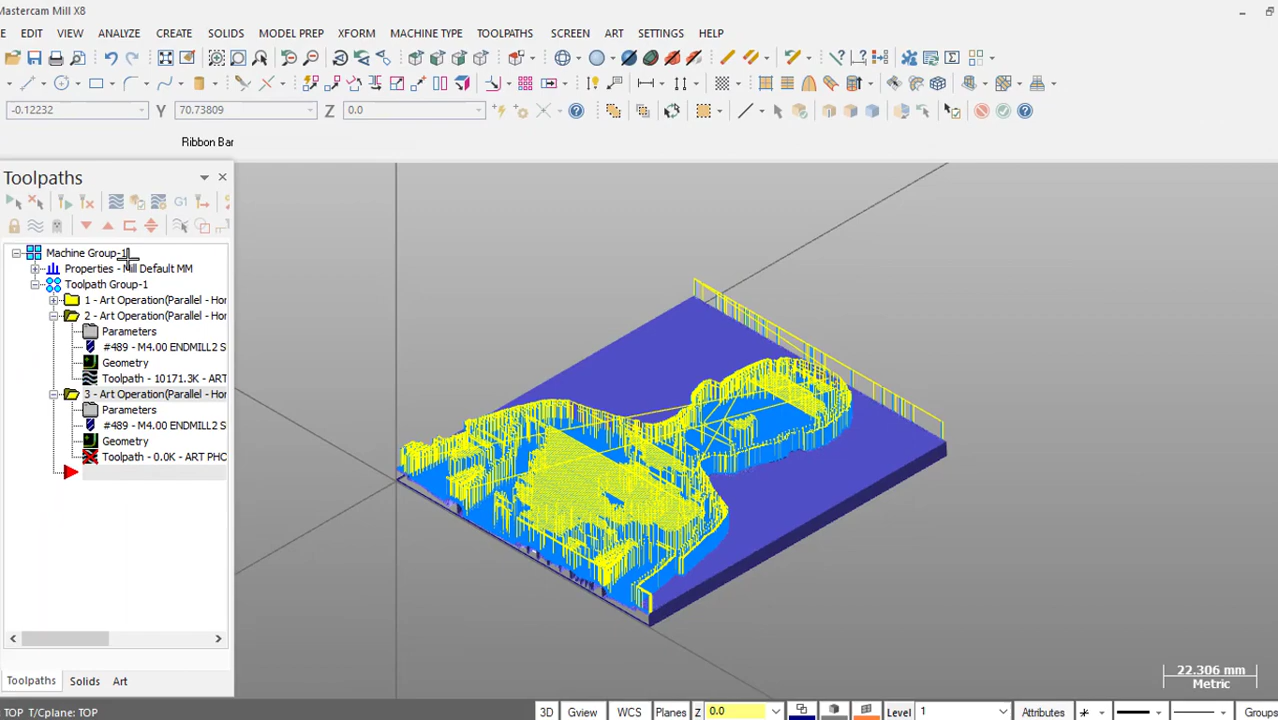 Mastercam Mill X8
E EDIT VIEW ANALYZE CREATE SOLIDS MODEL PREP XFORM MACHINE TYPE TOOLPATHS SCREEN ART SETTINGS HELP
-0.12232 Y 70.73809 Z 0.0
Ribbon Bar
Toolpaths
G1
Machine Group-1
Properties - Mill Default MM
Toolpath Group-1
1 - Art Operation(Parallel - Hor
2 - Art Operation(Parallel - Hor
Parameters
#489 - M4.00 ENDMILL2 S
Geometry
Toolpath - 10171.3K - ART
3 - Art Operation(Parallel - Hor
Parameters
#489 - M4.00 ENDMILL2 S
Geometry
Toolpath - 0.0K - ART PHO
22.306 mm
Metric
Toolpaths Solids Art
TOP T/Cplane: TOP 3D Gview WCS Planes Z 0.0 Level 1 Attributes Groups